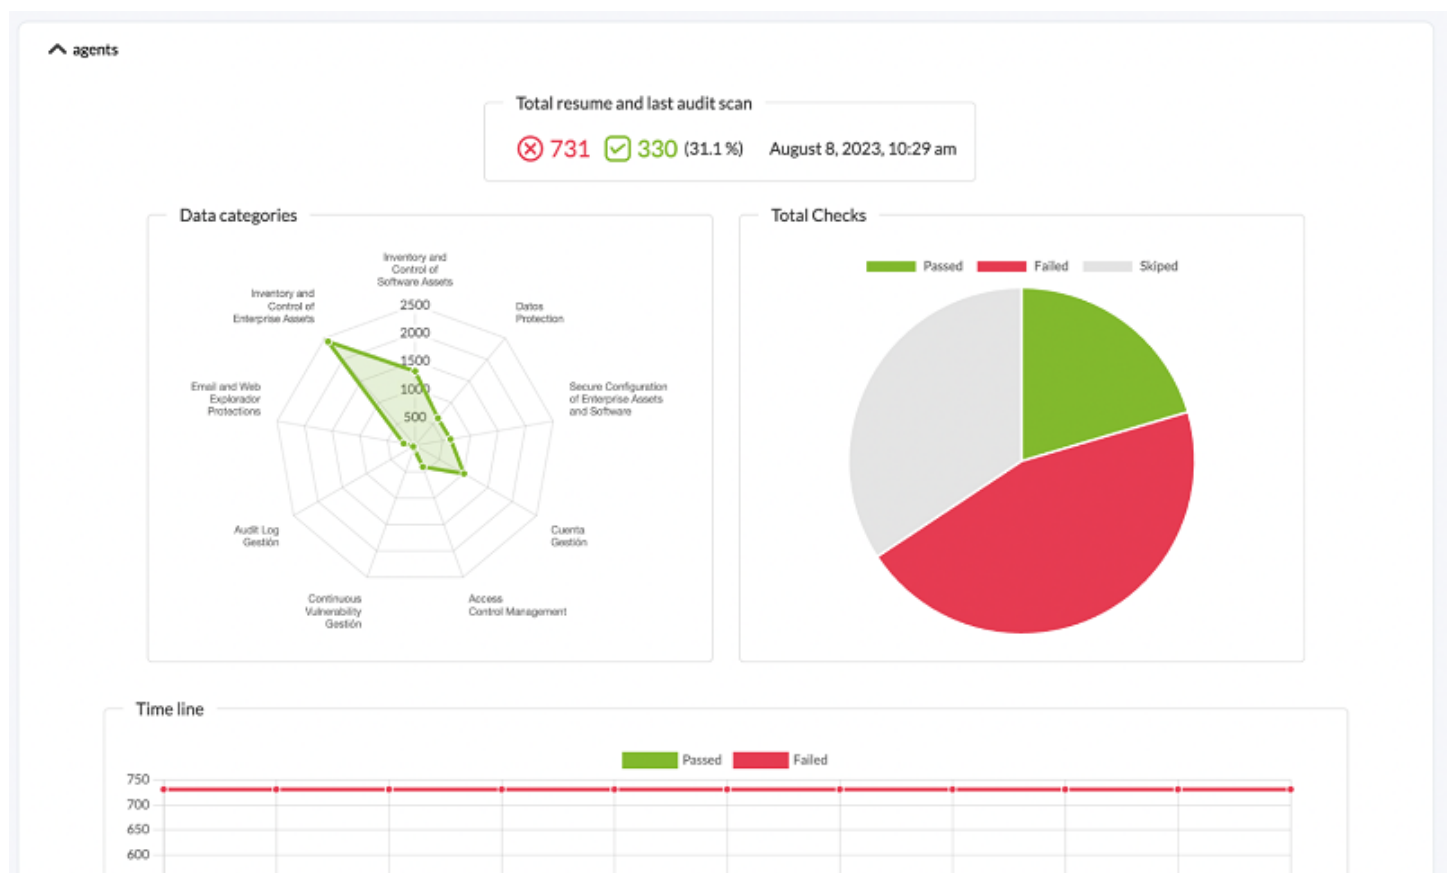 agents
Total resume and last audit scan
731 330 (31.1 %) August 8, 2023, 10:29 am
Data categories
Inventory and
Control of
Software Assets
Inventory and
Control of
Enterprise Assets
Datos
Protection
2500
2000
1500
1000
500
Email and Web
Explorador
Protections
Secure Configuration
of Enterprise Assets
and Software
Audit Log
Gestión
Cuenta
Gestión
Continuous
Vulnerability
Gestión
Access
Control Management
Total Checks
Passed Failed Skiped
Time line
Passed Failed
750
700
650
600